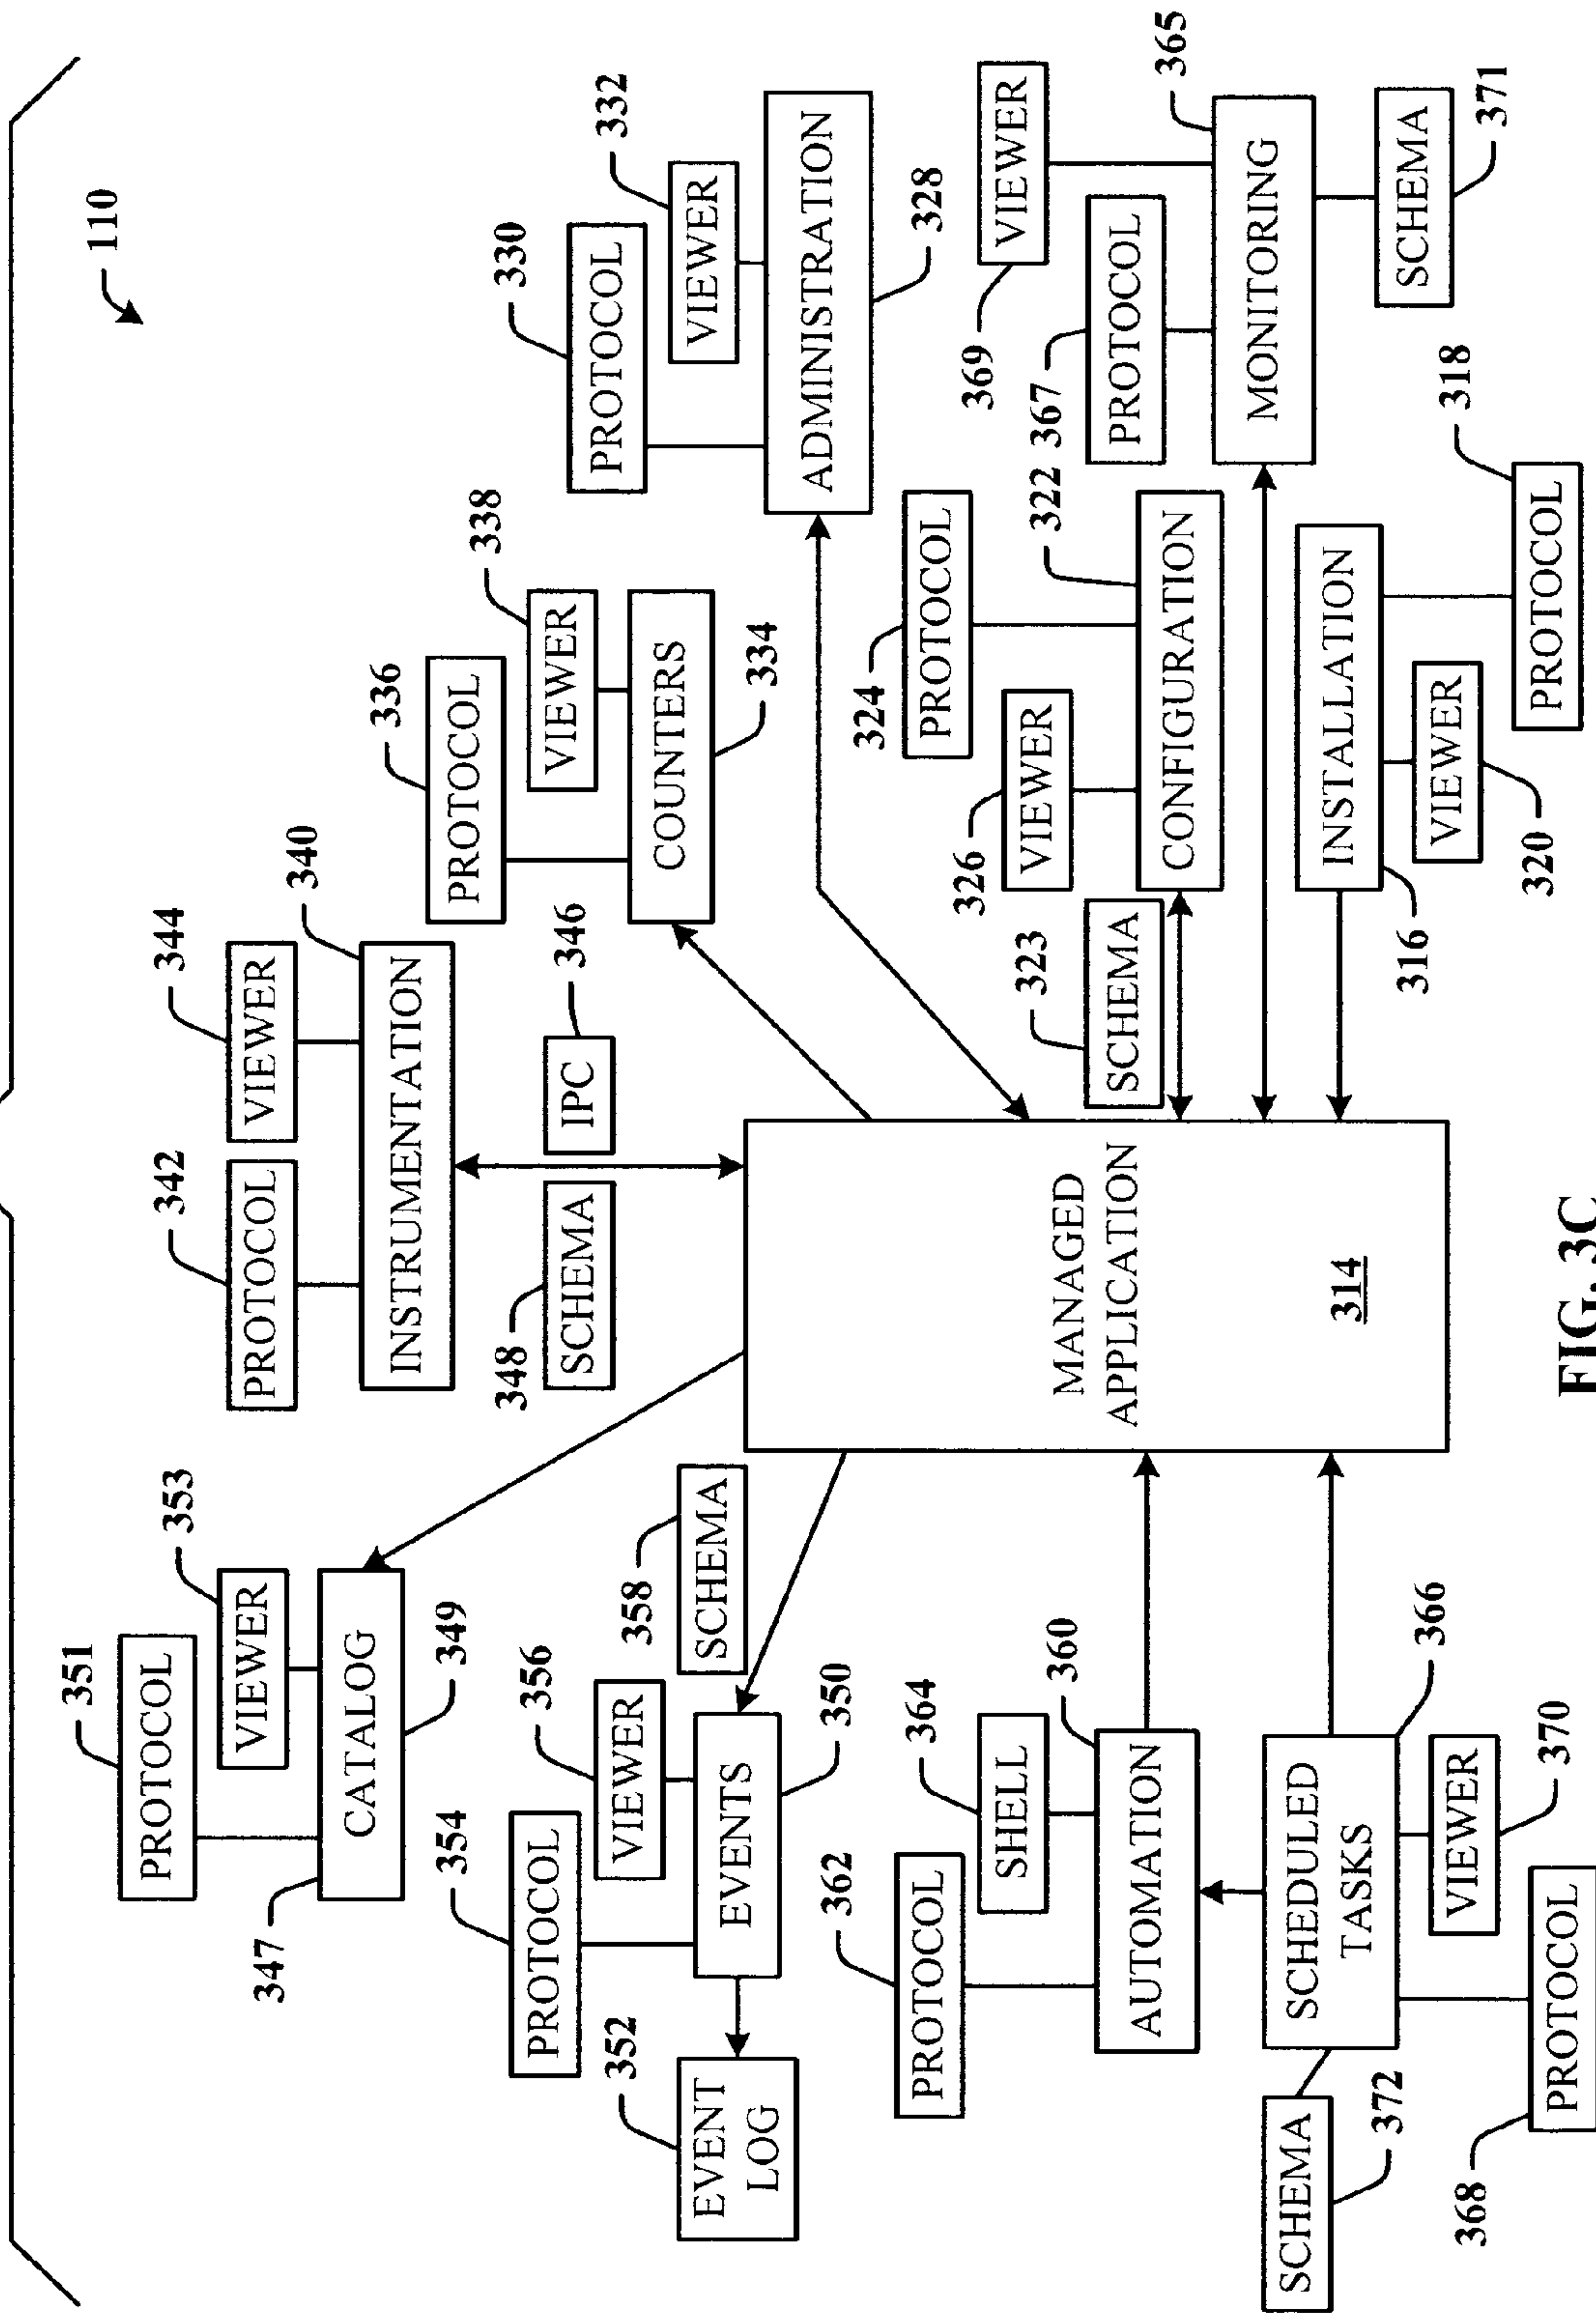 110
351
PROTOCOL
353
VIEWER
347
CATALOG
349
342
PROTOCOL
344
VIEWER
340
INSTRUMENTATION
348
SCHEMA
IPC
346
336
PROTOCOL
338
VIEWER
COUNTERS
334
330
PROTOCOL
332
VIEWER
ADMINISTRATION
328
354
PROTOCOL
356
VIEWER
358
SCHEMA
352
EVENT
LOG
EVENTS
350
362
PROTOCOL
364
SHELL
360
AUTOMATION
MANAGED
APPLICATION
314
323
SCHEMA
326
VIEWER
324
PROTOCOL
322
CONFIGURATION
367
PROTOCOL
369
VIEWER
365
MONITORING
SCHEMA
371
SCHEMA
372
SCHEDULED
TASKS
366
368
PROTOCOL
VIEWER
370
316
INSTALLATION
VIEWER
320
318
PROTOCOL
FIG. 3C